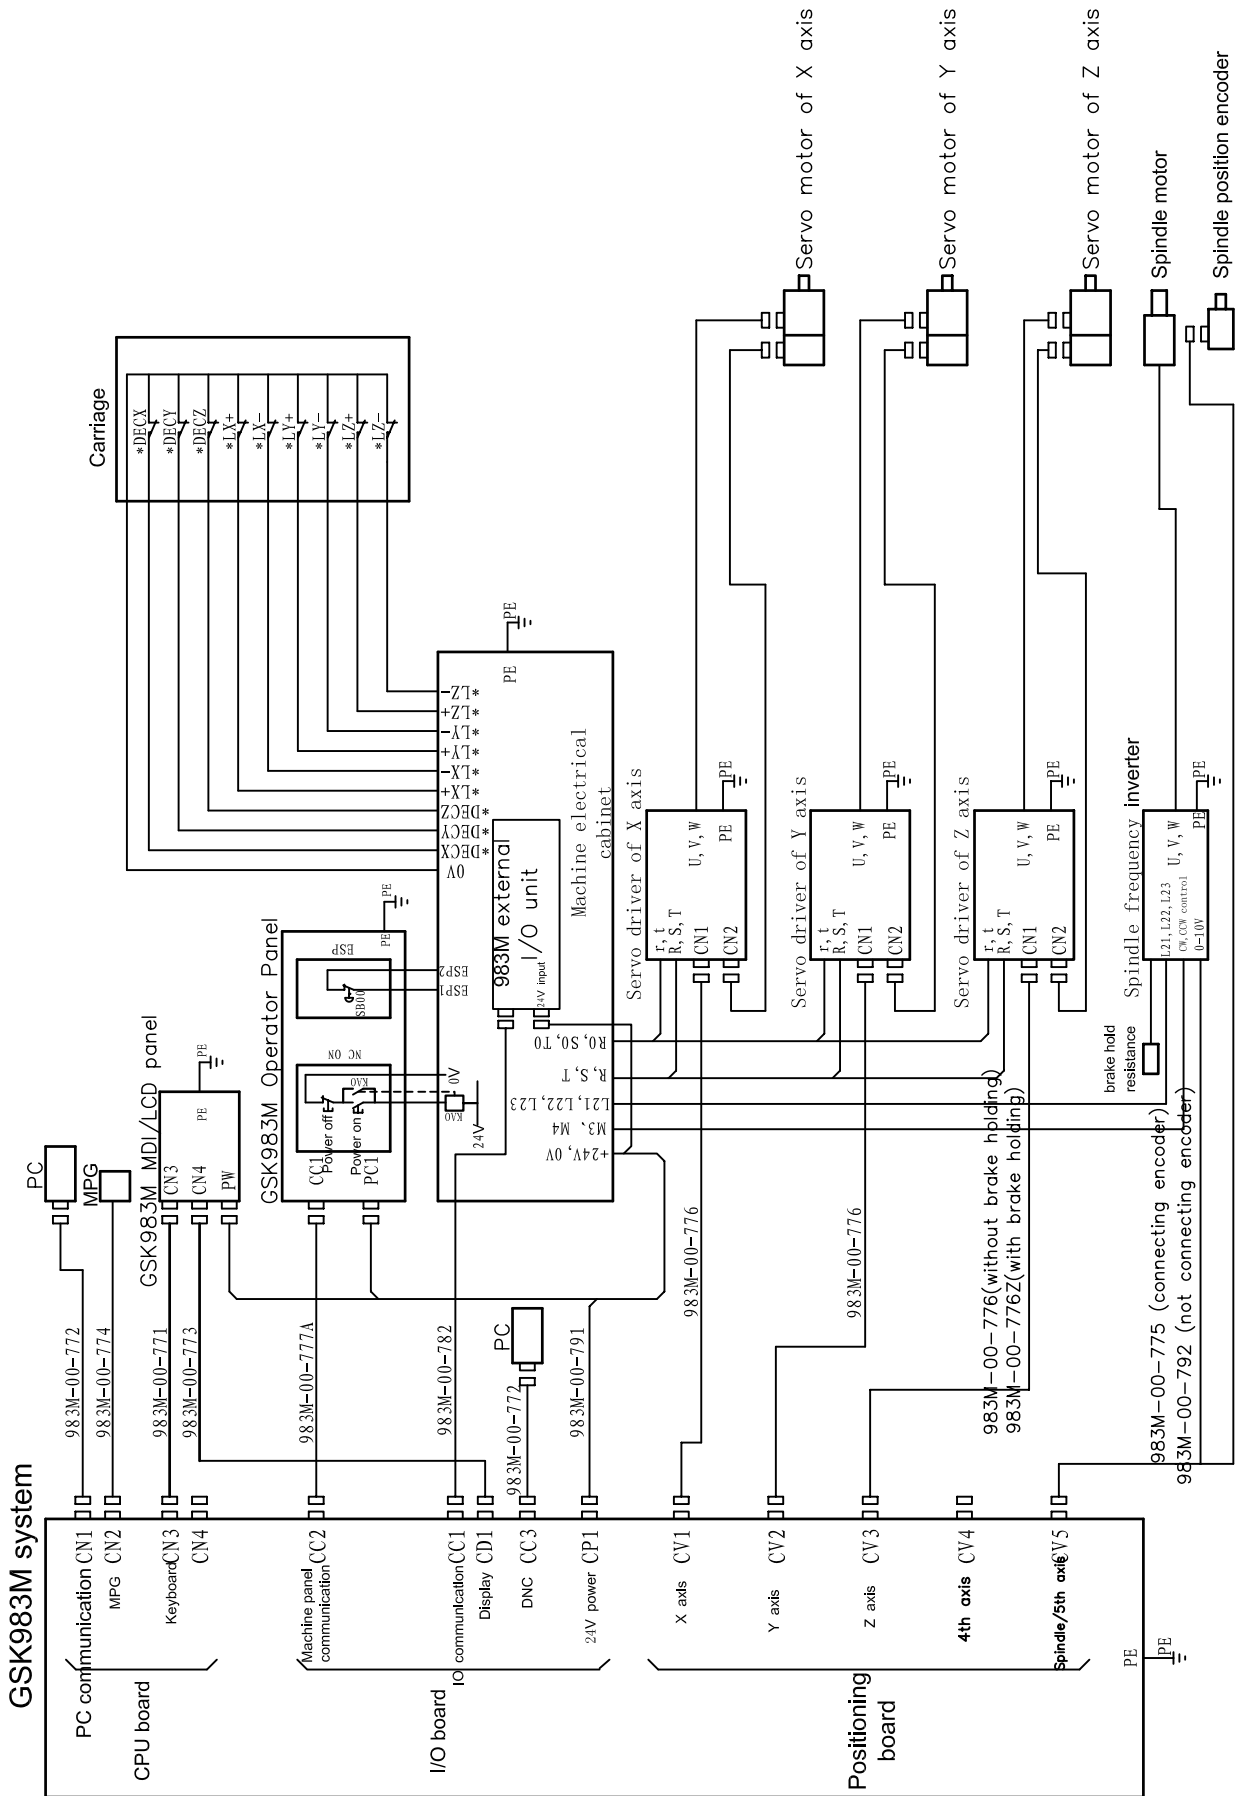 GSK983M system
PC communication CN1
MPG CN2
Keyboard CN3
CN4
CPU board
Machine panel
communication CC2
IO communication CC1
Display CD1
DNC CC3
24V power CP1
I/O board
X axis CV1
Y axis CV2
Z axis CV3
4th axis CV4
Spindle/5th axis CV5
Positioning
board
PE
PE
983M-00-772
983M-00-774
983M-00-771
983M-00-773
983M-00-777A
983M-00-782
983M-00-772
983M-00-791
983M-00-776
983M-00-776
983M-00-776(without brake holding)
983M-00-776Z(with brake holding)
983M-00-775 (connecting encoder)
983M-00-792 (not connecting encoder)
PC
MPG
PC
GSK983M MDI/LCD panel
CN3
CN4
PW
PE
PE
GSK983M Operator Panel
CC1
PC1
Power off
Power on
KAO
NC ON
ESP
SB00
PE
PE
0V
KAO
24V
ESP1
ESP2
983M external
I/O unit
24V input
Machine electrical
cabinet
0V
*DECX
*DECY
*DECZ
*LX+
*LX-
*LY+
*LY-
*LZ+
*LZ-
PE
PE
R0,S0,T0
R,S,T
L21,L22,L23
M3、M4
+24V,0V
Carriage
*DECX
*DECY
*DECZ
*LX+
*LX-
*LY+
*LY-
*LZ+
*LZ-
Servo driver of X axis
r,t
R,S,T
CN1
CN2
U,V,W
PE
PE
Servo driver of Y axis
r,t
R,S,T
CN1
CN2
U,V,W
PE
PE
Servo driver of Z axis
r,t
R,S,T
CN1
CN2
U,V,W
PE
PE
Spindle frequency inverter
L21,L22,L23
CW,CCW control
0-10V
U,V,W
PE
PE
brake hold
resistance
Servo motor of X axis
Servo motor of Y axis
Servo motor of Z axis
Spindle motor
Spindle position encoder